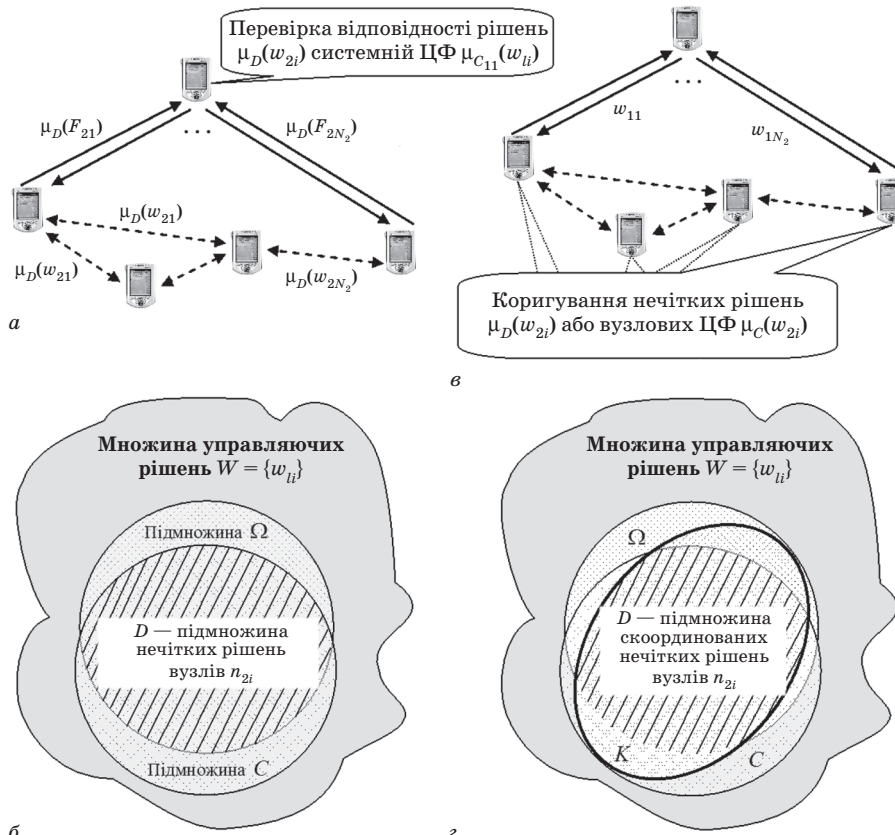 Перевірка відповідності рішень
μ_D(w_{2i}) системній ЦФ μ_{C_{11}}(w_{li})
μ_D(F_{21})
...
μ_D(F_{2N_2})
μ_D(w_{21})
μ_D(w_{21})
μ_D(w_{2N_2})
а
...
w_{11}
w_{1N_2}
Коригування нечітких рішень
μ_D(w_{2i}) або вузлових ЦФ μ_C(w_{2i})
в
Множина управляючих
рішень W = {w_{li}}
Підмножина Ω
D — підмножина
нечітких рішень
вузлів n_{2i}
Підмножина C
б
Множина управляючих
рішень W = {w_{li}}
Ω
D — підмножина
скоординованих
нечітких рішень
вузлів n_{2i}
K
C
г